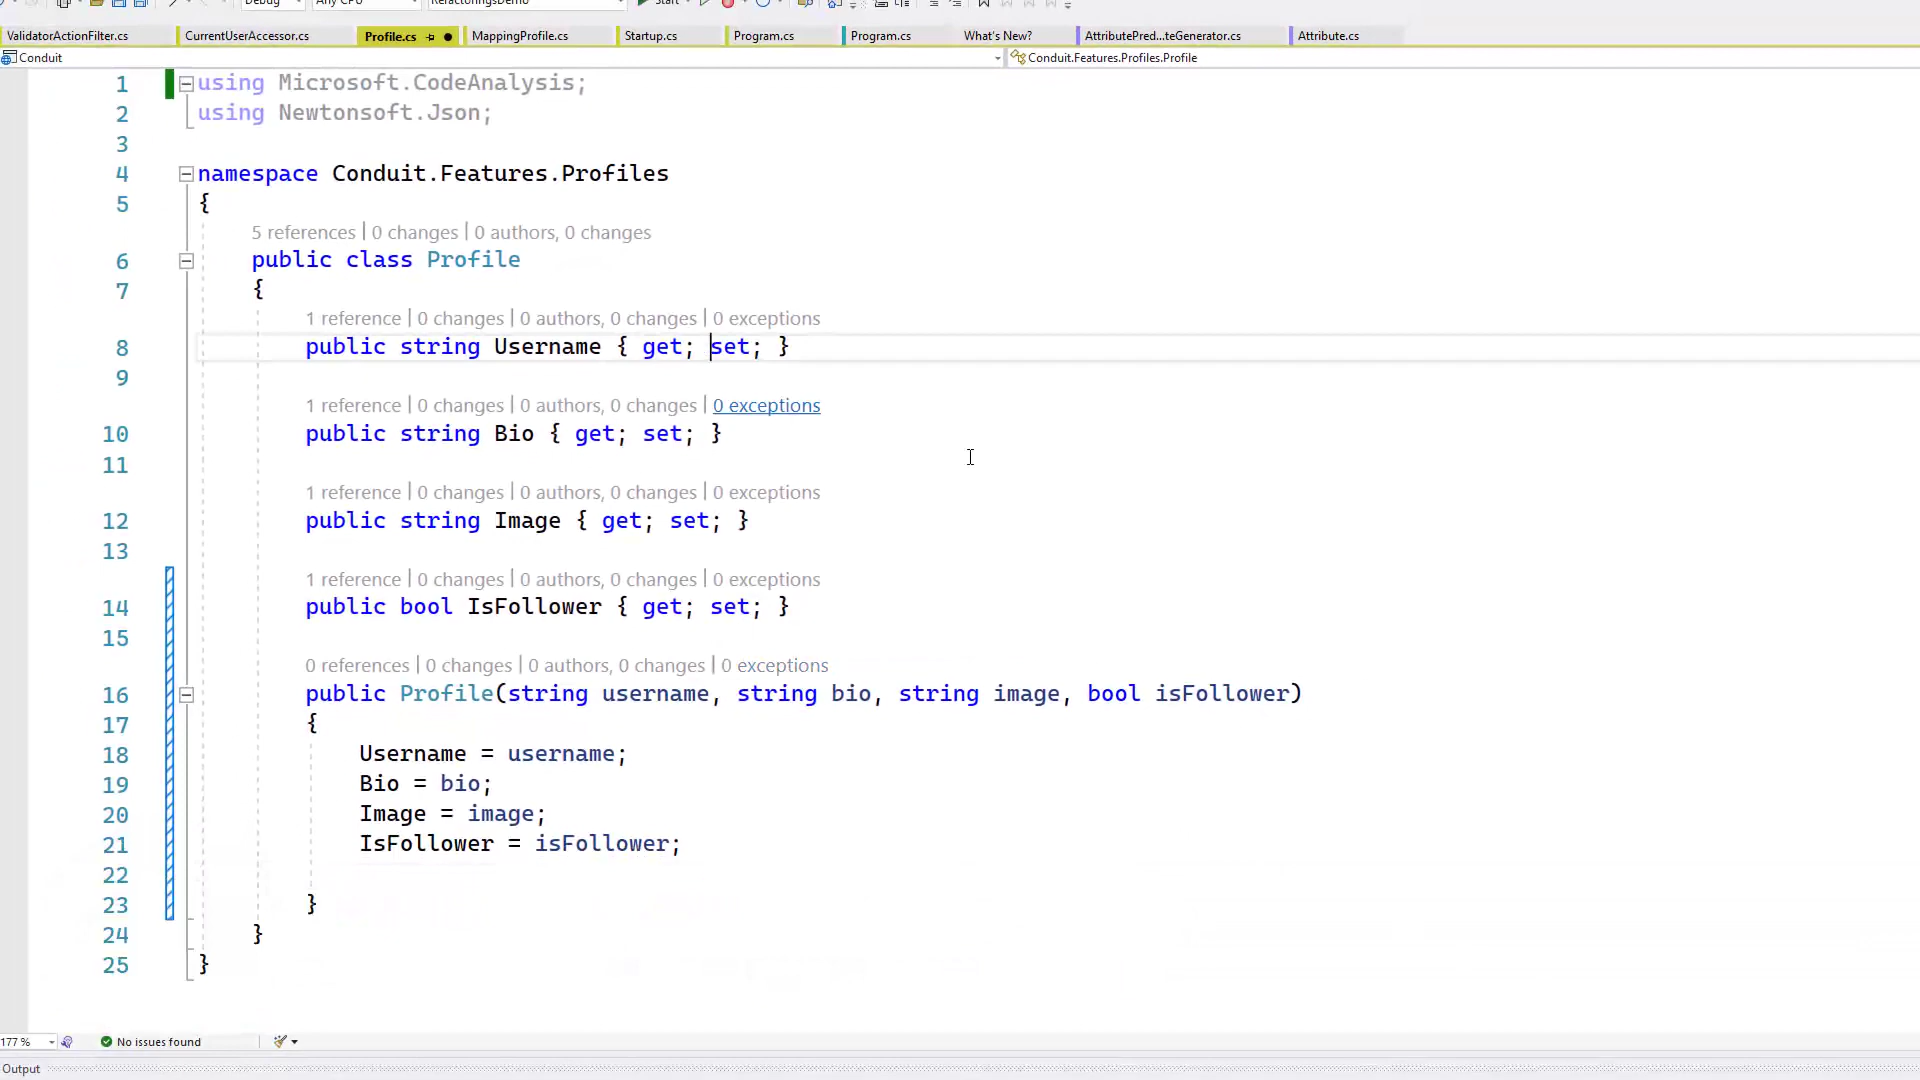 Debug Any CPU RefactoringsDemo Start
ValidatorActionFilter.cs CurrentUserAccessor.cs Profile.cs MappingProfile.cs Startup.cs Program.cs Program.cs What's New? AttributePred...teGenerator.cs Attribute.cs
Conduit Conduit.Features.Profiles.Profile
1 using Microsoft.CodeAnalysis;
2 using Newtonsoft.Json;
3
4 namespace Conduit.Features.Profiles
5 {
5 references | 0 changes | 0 authors, 0 changes
6 public class Profile
7 {
1 reference | 0 changes | 0 authors, 0 changes | 0 exceptions
8 public string Username { get; set; }
9
1 reference | 0 changes | 0 authors, 0 changes | 0 exceptions
10 public string Bio { get; set; }
11
1 reference | 0 changes | 0 authors, 0 changes | 0 exceptions
12 public string Image { get; set; }
13
1 reference | 0 changes | 0 authors, 0 changes | 0 exceptions
14 public bool IsFollower { get; set; }
15
0 references | 0 changes | 0 authors, 0 changes | 0 exceptions
16 public Profile(string username, string bio, string image, bool isFollower)
17 {
18 Username = username;
19 Bio = bio;
20 Image = image;
21 IsFollower = isFollower;
22
23 }
24 }
25 }
177 % No issues found
Output